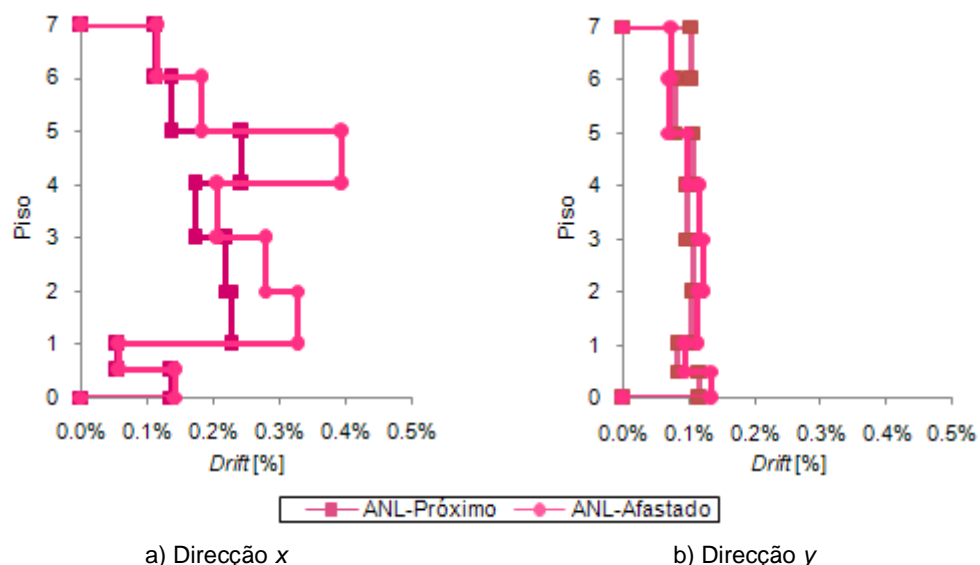 7
6
5
4
3
2
1
0
Piso
0.0% 0.1% 0.2% 0.3% 0.4% 0.5%
Drift [%]
7
6
5
4
3
2
1
0
Piso
0.0% 0.1% 0.2% 0.3% 0.4% 0.5%
Drift [%]
ANL-Próximo ANL-Afastado
a) Direcção x
b) Direcção y